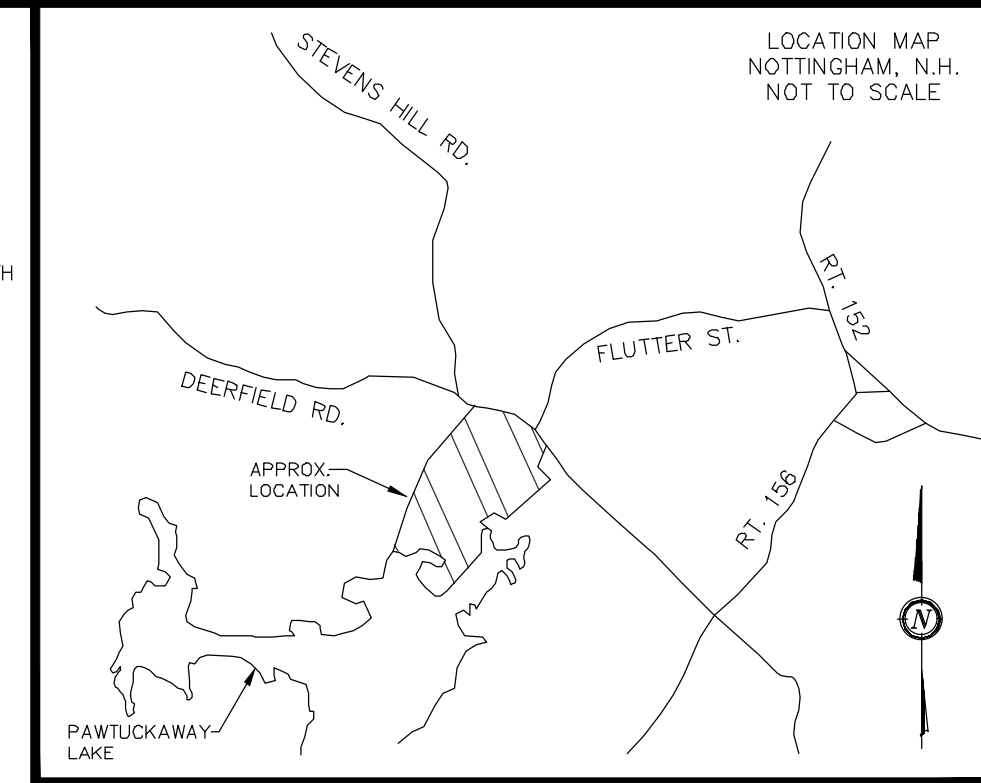 LOCATION MAP
NOTTINGHAM, N.H.
NOT TO SCALE
STEVENS HILL RD.
TH
RT. 152
FLUTTER ST.
DEERFIELD RD.
APPROX.
LOCATION
RT. 156
N
PAWTUCKAWAY
LAKE